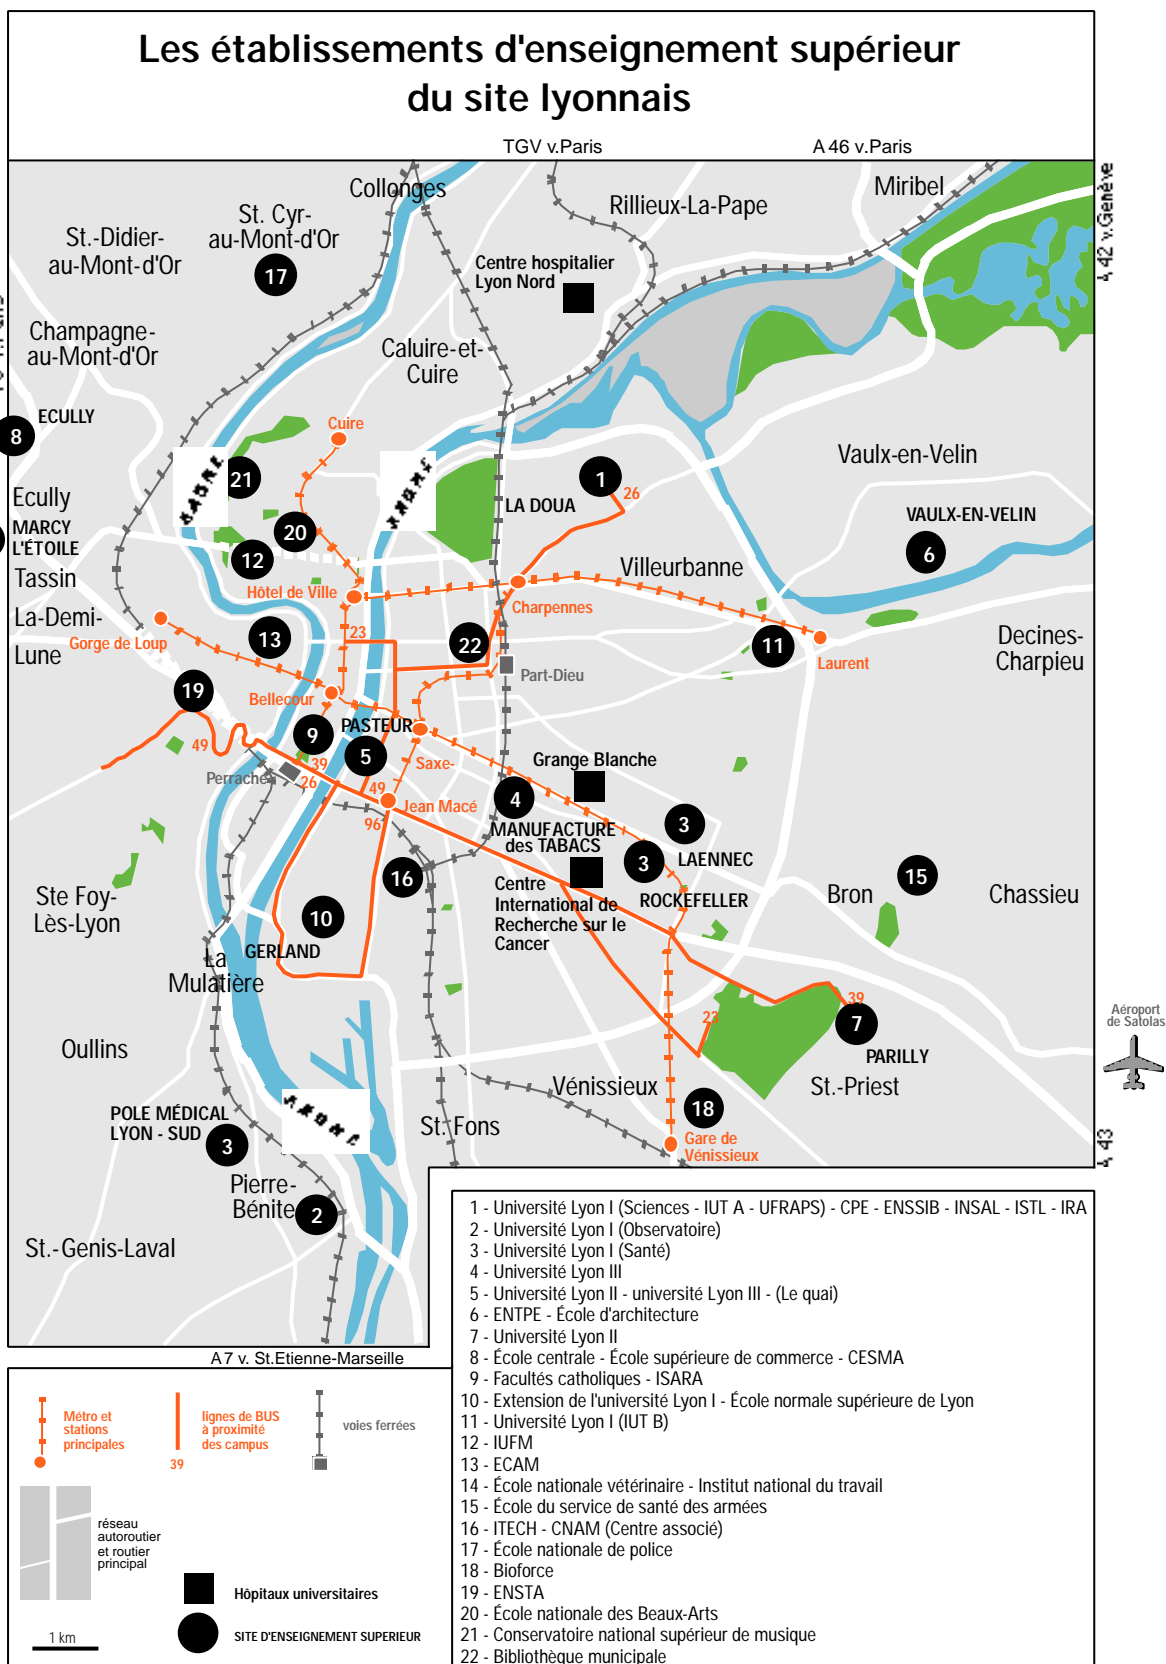 Les établissements d'enseignement supérieur
du site lyonnais
TGV v.Paris
A 46 v.Paris
A 42 v.Genève
Collonges
Miribel
Rillieux-La-Pape
St. Cyr-
au-Mont-d'Or
17
St.-Didier-
au-Mont-d'Or
Centre hospitalier
Lyon Nord
Champagne-
au-Mont-d'Or
Caluire-et-
Cuire
8
ECULLY
Cuire
Vaulx-en-Velin
SAONE
RHONE
21
1
26
Ecully
LA DOUA
VAULX-EN-VELIN
6
MARCY
L'ÉTOILE
20
12
Tassin
Villeurbanne
Hôtel de Ville
Charpennes
La-Demi-
Lune
Gorge de Loup
13
23
22
11
Laurent
Decines-
Charpieu
Part-Dieu
19
Bellecour
9
PASTEUR
5
49
39
26
Perrache
Saxe-
49
Jean Macé
96
Grange Blanche
4
MANUFACTURE
des TABACS
3
LAENNEC
3
ROCKEFELLER
16
Centre
International de
Recherche sur le
Cancer
15
Bron
Chassieu
Ste Foy-
Lès-Lyon
10
GERLAND
La
Mulatière
39
23
7
PARILLY
Aéroport
de Satolas
Oullins
Vénissieux
St.-Priest
RHONE
18
St.-Fons
POLE MÉDICAL
LYON - SUD
3
Gare de
Vénissieux
A 43
Pierre-
Bénite
2
St.-Genis-Laval
A7 v. St.Etienne-Marseille
1 - Université Lyon I (Sciences - IUT A - UFRAPS) - CPE - ENSSIB - INSAL - ISTL - IRA
2 - Université Lyon I (Observatoire)
3 - Université Lyon I (Santé)
4 - Université Lyon III
5 - Université Lyon II - université Lyon III - (Le quai)
6 - ENTPE - École d'architecture
7 - Université Lyon II
8 - École centrale - École supérieure de commerce - CESMA
9 - Facultés catholiques - ISARA
10 - Extension de l'université Lyon I - École normale supérieure de Lyon
11 - Université Lyon I (IUT B)
12 - IUFM
13 - ECAM
14 - École nationale vétérinaire - Institut national du travail
15 - École du service de santé des armées
16 - ITECH - CNAM (Centre associé)
17 - École nationale de police
18 - Bioforce
19 - ENSTA
20 - École nationale des Beaux-Arts
21 - Conservatoire national supérieur de musique
22 - Bibliothèque municipale
Métro et
stations
principales
lignes de BUS
à proximité
des campus
39
voies ferrées
réseau
autoroutier
et routier
principal
Hôpitaux universitaires
1 km
SITE D'ENSEIGNEMENT SUPERIEUR